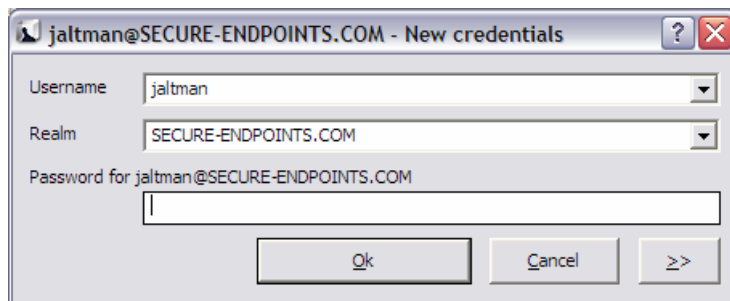 jaltman@SECURE-ENDPOINTS.COM - New credentials
Username jaltman
Realm SECURE-ENDPOINTS.COM
Password for jaltman@SECURE-ENDPOINTS.COM
Ok Cancel >>